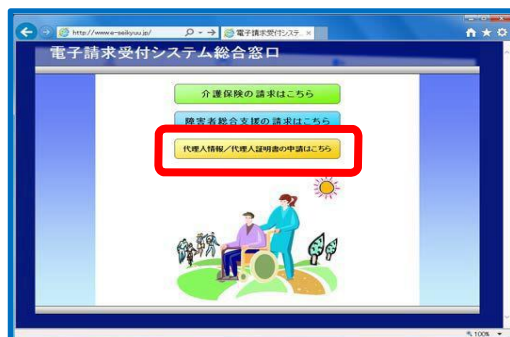 http://www.e-seikyuu.jp/
電子請求受付システ...
電子請求受付システム総合窓口
介護保険の請求はこちら
障害者総合支援の請求はこちら
代理人情報/代理人証明書の申請はこちら
100%